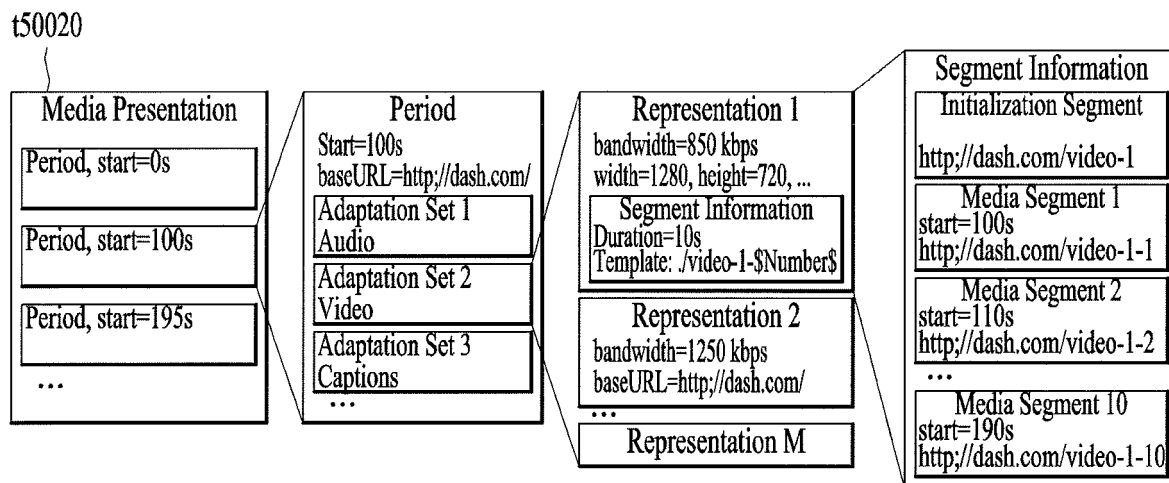 t50020
Media Presentation
Period, start=0s
Period, start=100s
Period, start=195s
...
Period
Start=100s
baseURL=http;//dash.com/
Adaptation Set 1
Audio
Adaptation Set 2
Video
Adaptation Set 3
Captions
...
Representation 1
bandwidth=850 kbps
width=1280, height=720, ...
Segment Information
Duration=10s
Template: ./video-1-$Number$
Representation 2
bandwidth=1250 kbps
baseURL=http;//dash.com/
...
Representation M
Segment Information
Initialization Segment
http;//dash.com/video-1
Media Segment 1
start=100s
http;//dash.com/video-1-1
Media Segment 2
start=110s
http;//dash.com/video-1-2
...
Media Segment 10
start=190s
http;//dash.com/video-1-10